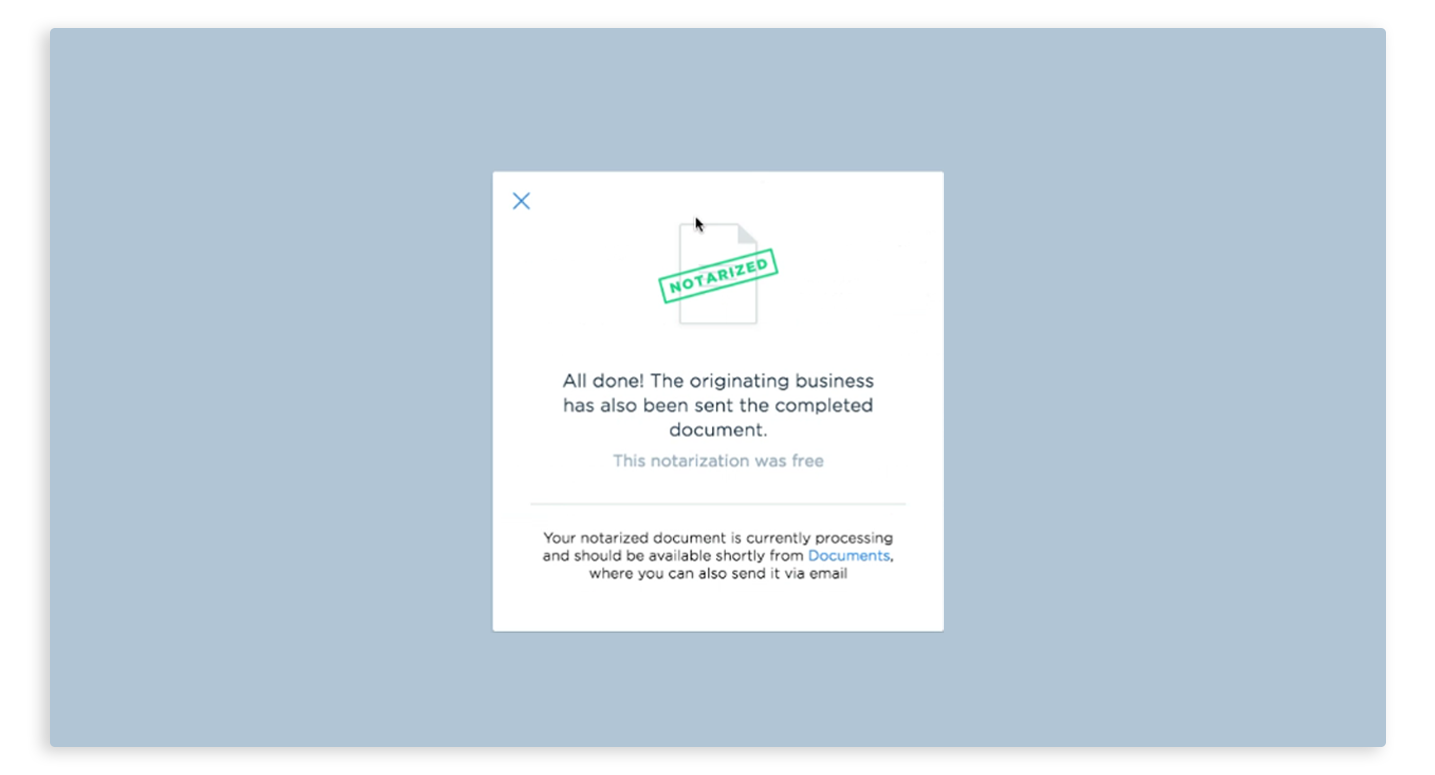 NOTARIZED
All done! The originating business
has also been sent the completed
document.
This notarization was free
Your notarized document is currently processing
and should be available shortly from Documents,
where you can also send it via email